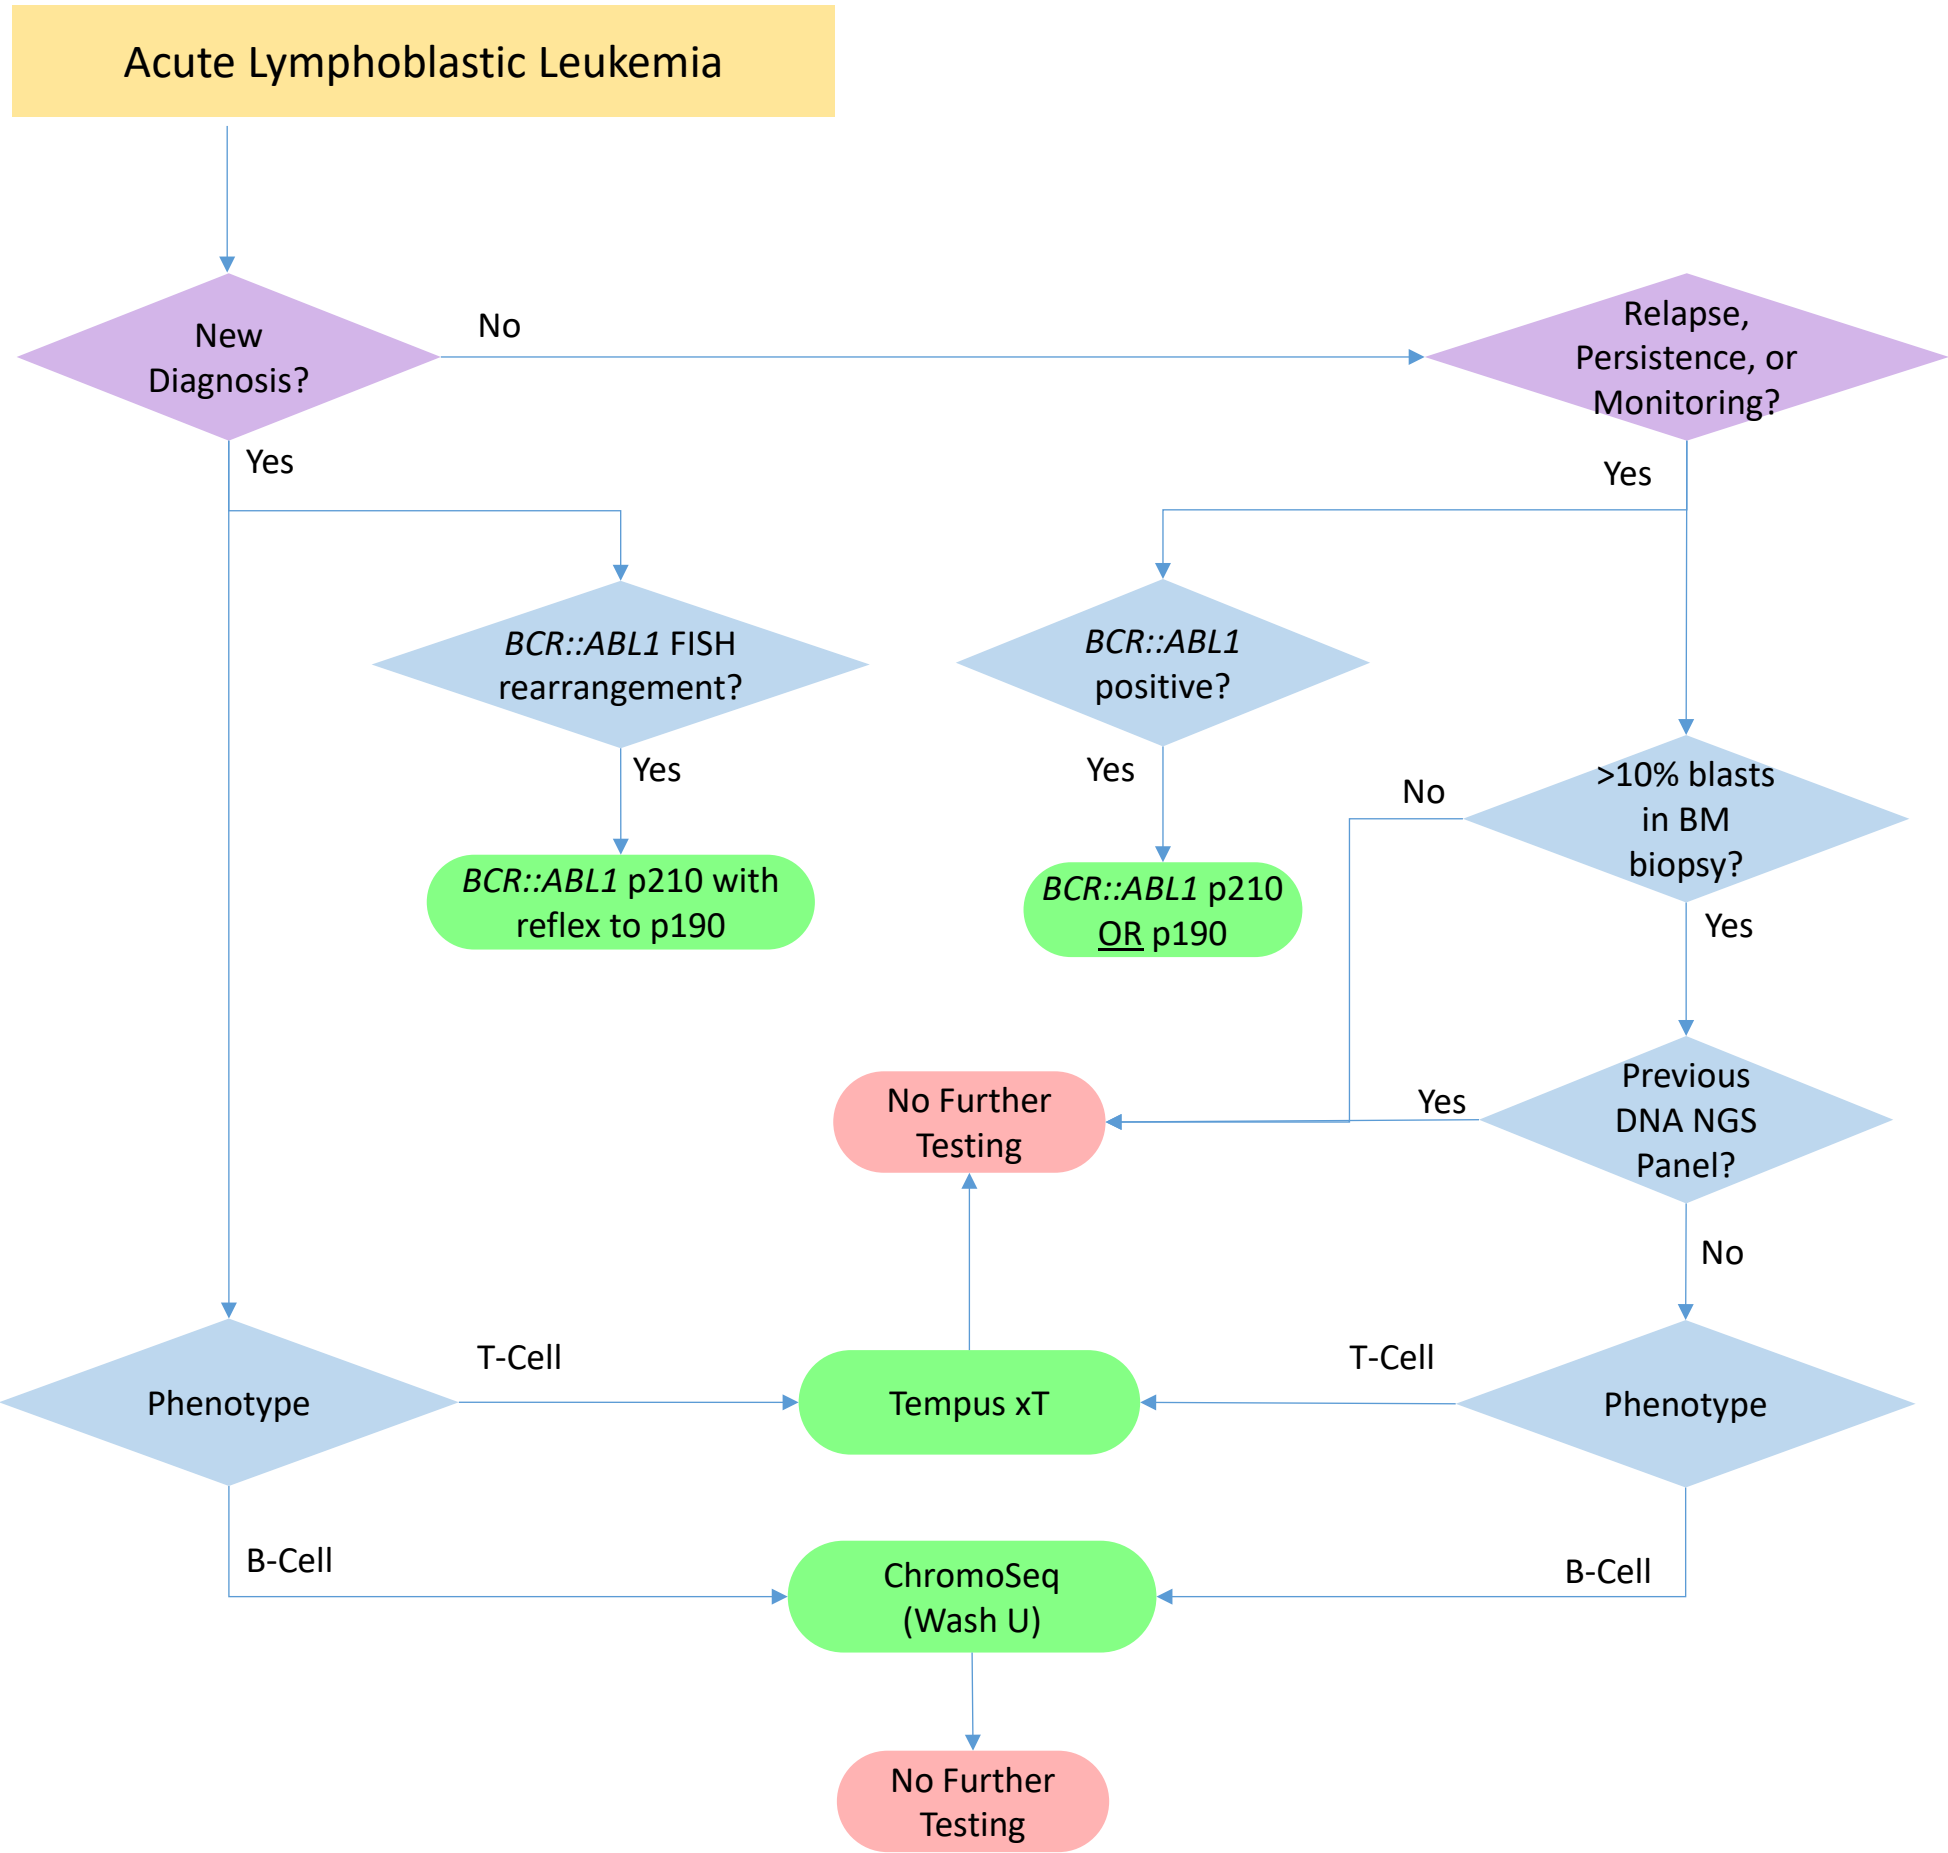 Acute Lymphoblastic Leukemia
New
Diagnosis?
No
Relapse,
Persistence, or
Monitoring?
Yes
Yes
BCR::ABL1 FISH
rearrangement?
BCR::ABL1
positive?
Yes
Yes
>10% blasts
in BM
biopsy?
No
BCR::ABL1 p210 with
reflex to p190
BCR::ABL1 p210
OR p190
Yes
No Further
Testing
Yes
Previous
DNA NGS
Panel?
No
Phenotype
T-Cell
Tempus xT
T-Cell
Phenotype
B-Cell
ChromoSeq
(Wash U)
B-Cell
No Further
Testing